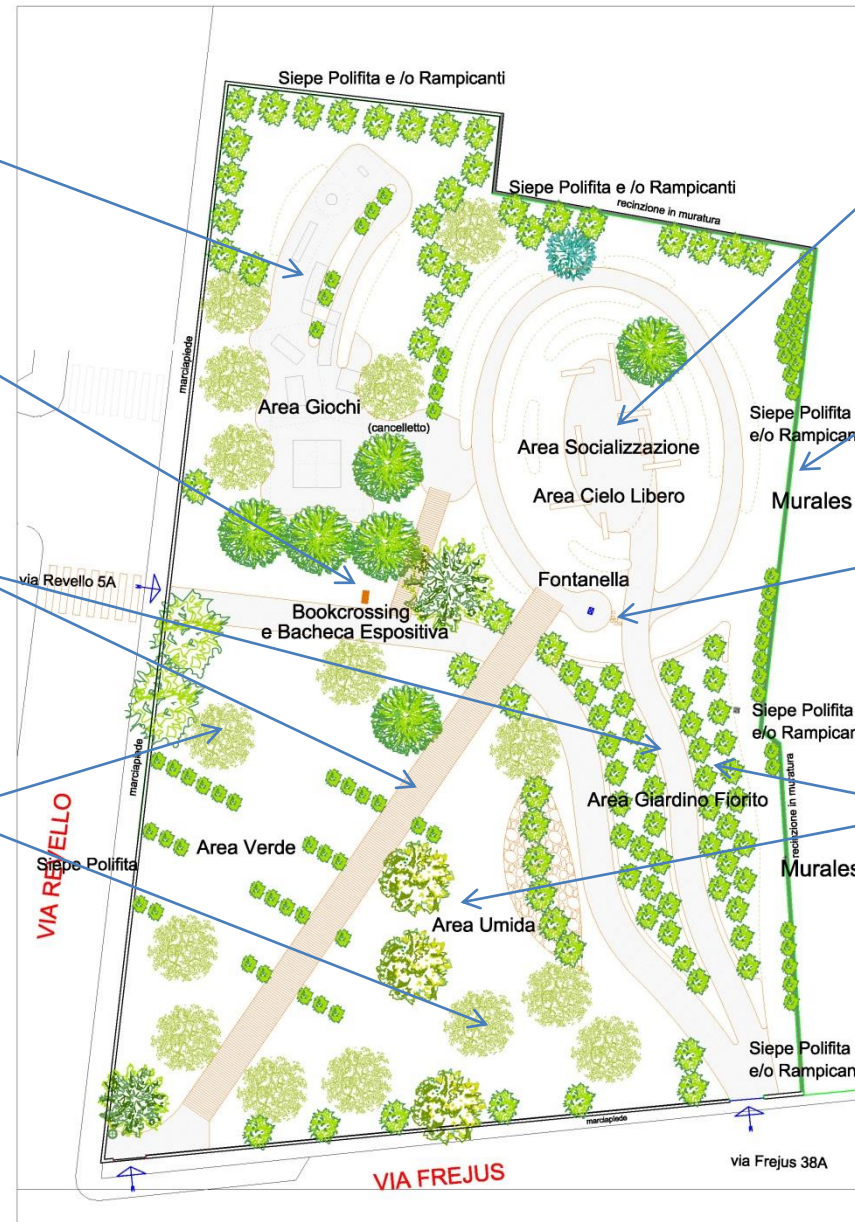 Siepe Polifita e /o Rampicanti
Siepe Polifita e /o Rampicanti
recinzione in muratura
marciapiede
Area Giochi
(cancelletto)
Siepe Polifita
e/o Rampican
Area Socializzazione
Area Cielo Libero
Murales
via Revello 5A
Fontanella
Bookcrossing
e Bacheca Espositiva
Siepe Polifita
e/o Rampican
marciapiede
Area Giardino Fiorito
recinzione in muratura
VIA REVELLO
Area Verde
Siepe Polifita
Murales
Area Umida
Siepe Polifita
e/o Rampican
marciapiede
VIA FREJUS
via Frejus 38A